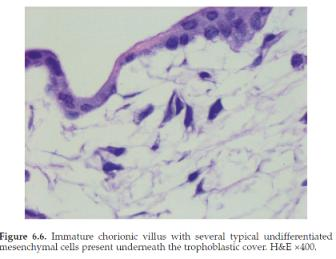 Figure 6.6. Immature chorionic villus with several typical undifferentiated
mesenchymal cells present underneath the trophoblastic cover. H&E ×400.